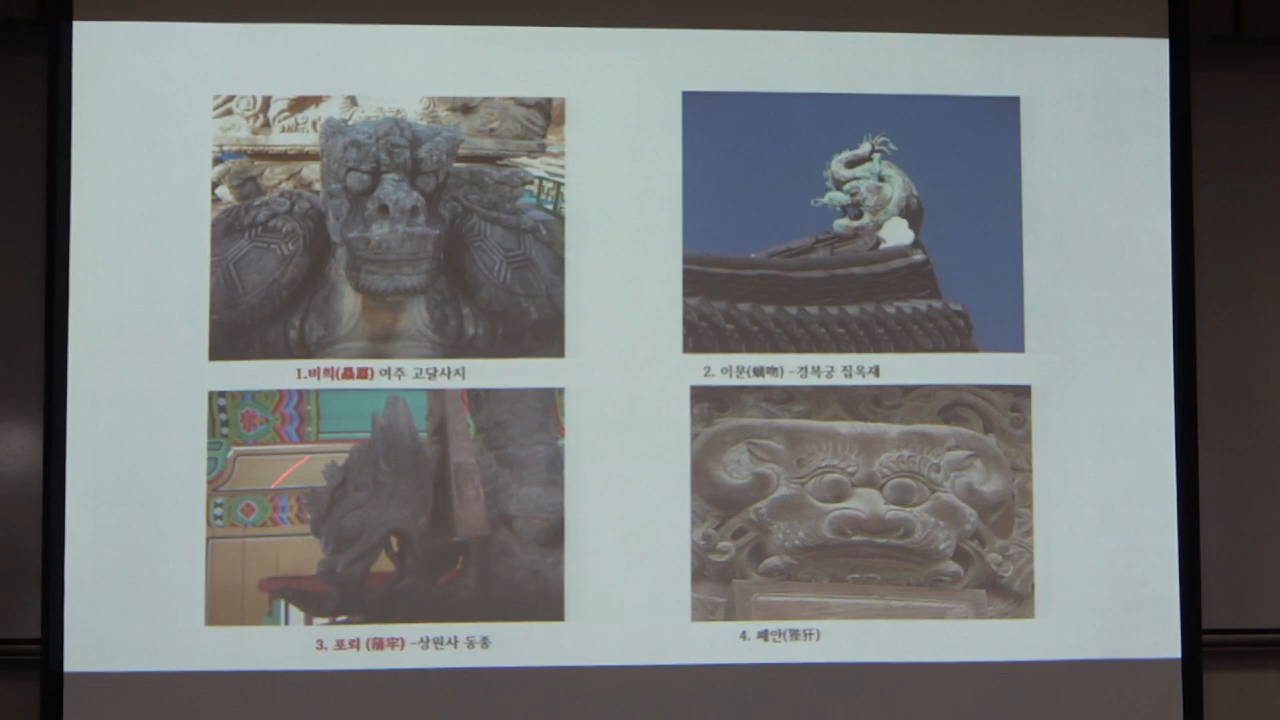 1.비희(贔屭) 여주 고달사지
2. 이문(螭吻) -경복궁 집옥재
3. 포뢰 (蒲牢) -상원사 동종
4. 폐안(狴犴)